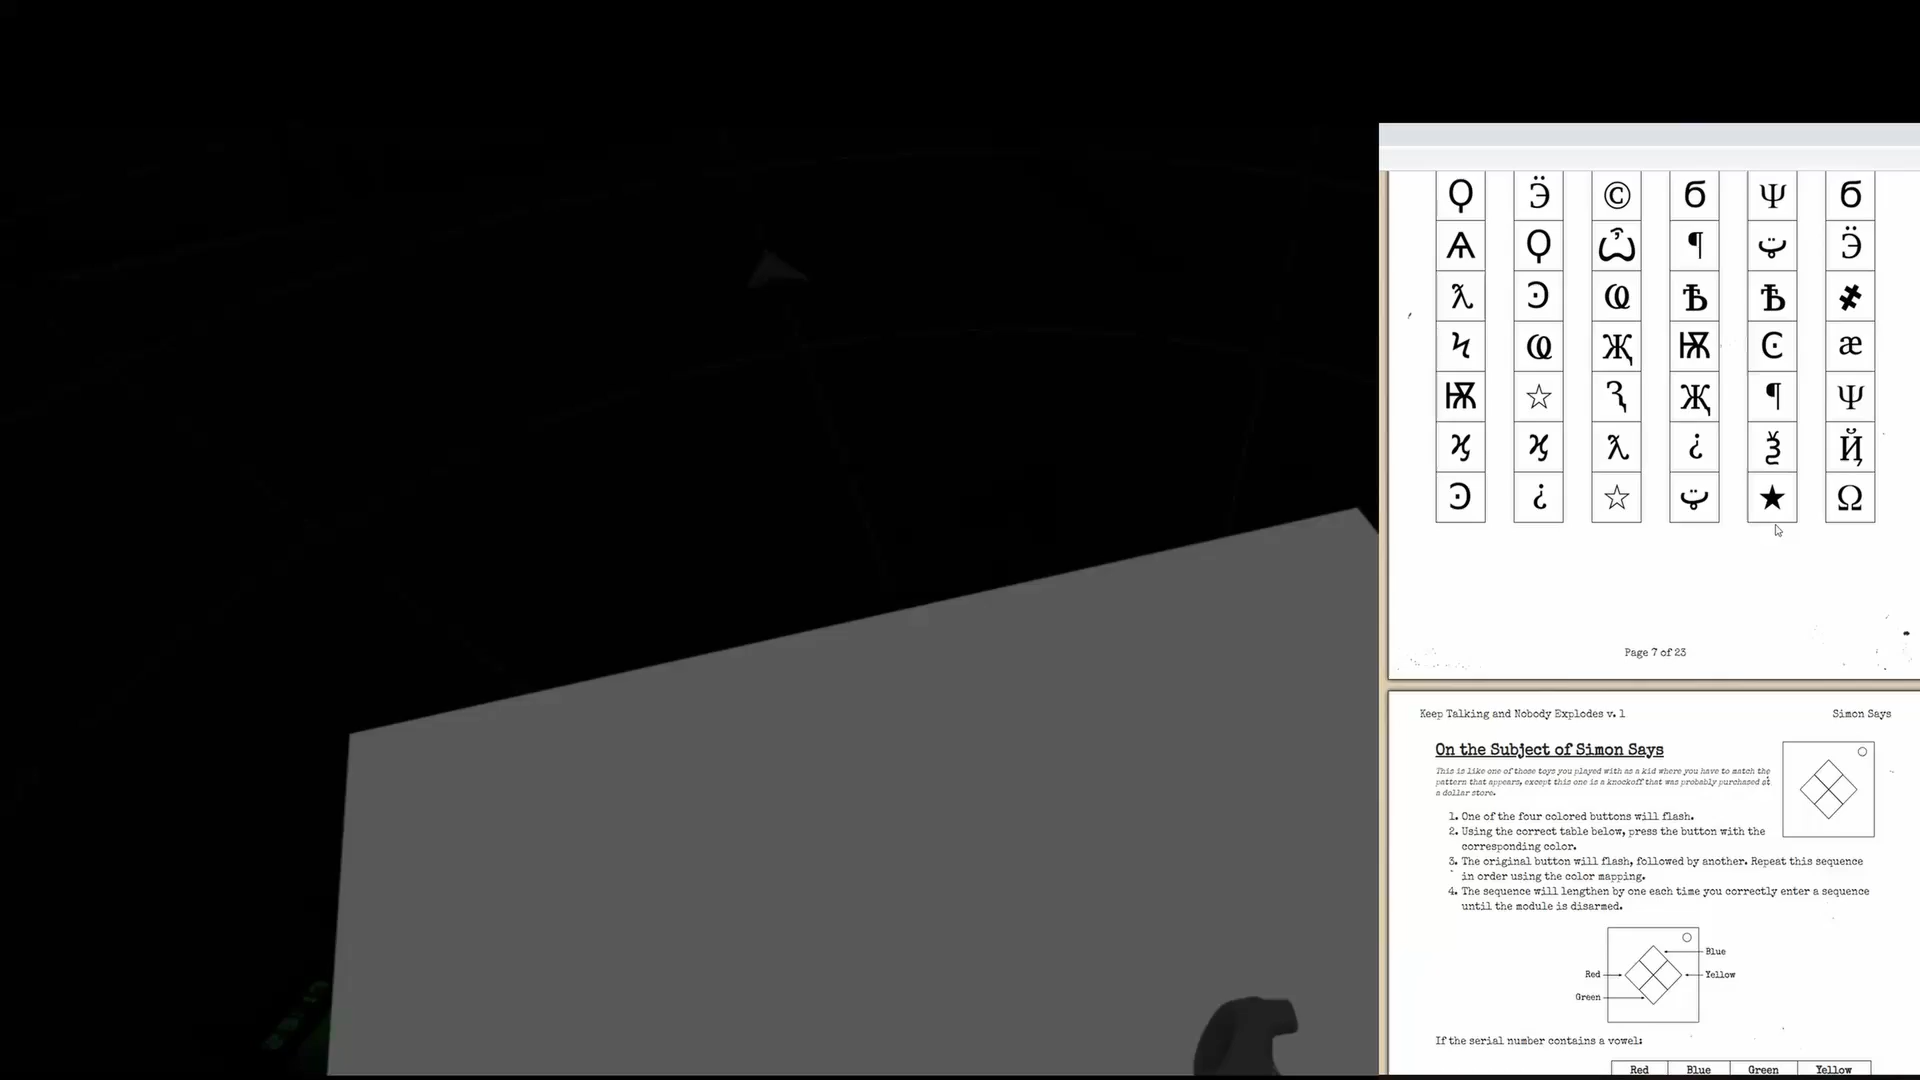 Ϙ Ӭ © б Ψ б
Ѧ Ϙ Ѽ ¶ ټ Ӭ
ƛ Ͽ Ҩ Ѣ Ѣ ҂
Ϟ Ҩ Җ Ѭ Ͼ æ
Ѭ ☆ Ԇ Җ ¶ Ψ
ϗ ϗ ƛ ¿ Ѯ Ҋ
Ͽ ¿ ☆ ټ ★ Ω
Page 7 of 23
Keep Talking and Nobody Explodes v. 1 Simon Says
On the Subject of Simon Says
This is like one of those toys you played with as a kid where you have to match the
pattern that appears, except this one is a knockoff that was probably purchased at
a dollar store.
1. One of the four colored buttons will flash.
2. Using the correct table below, press the button with the
corresponding color.
3. The original button will flash, followed by another. Repeat this sequence
in order using the color mapping.
4. The sequence will lengthen by one each time you correctly enter a sequence
until the module is disarmed.
Blue
Red Yellow
Green
If the serial number contains a vowel:
Red Blue Green Yellow